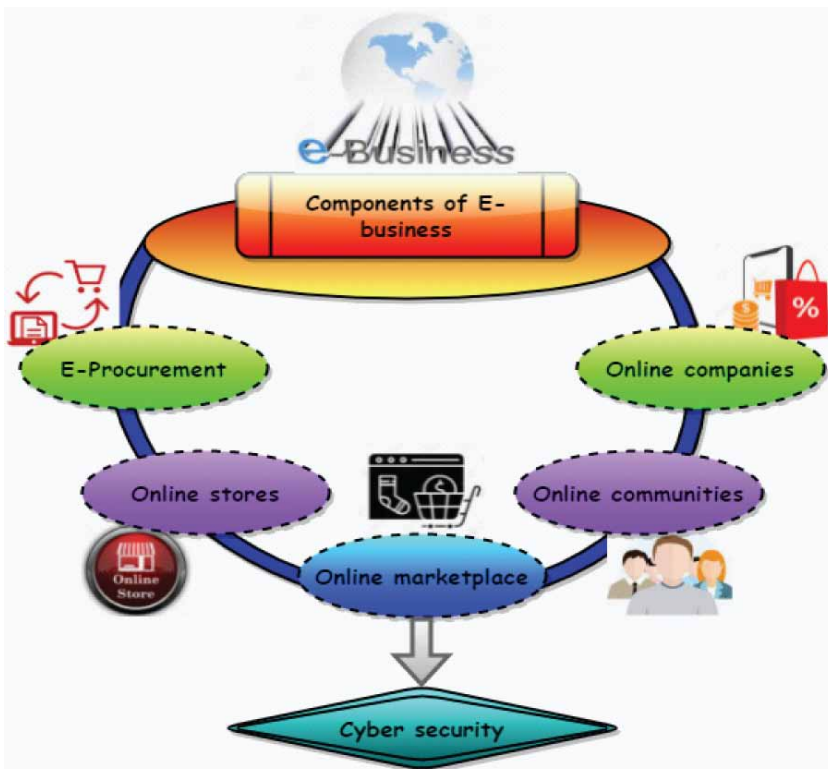 e-Business
Components of E-
business
%
E-Procurement
Online companies
Online stores
Online communities
Online
Store
Online marketplace
Cyber security